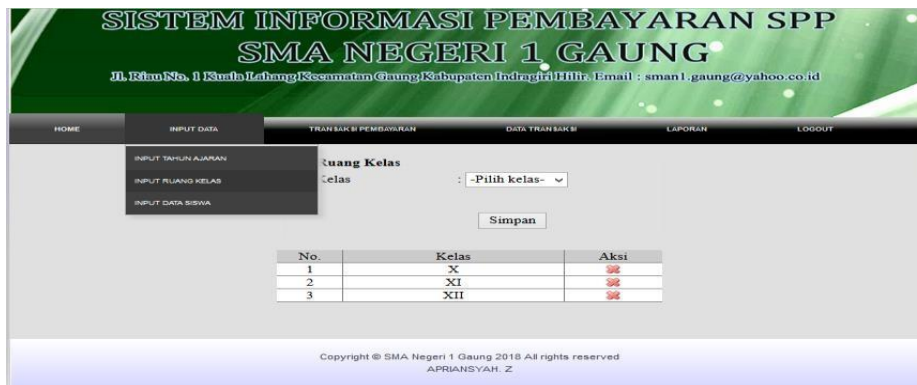 SISTEM INFORMASI PEMBAYARAN SPP
SMA NEGERI 1 GAUNG
Jl. Riau No. 1 Kuala Lahang Kecamatan Gaung Kabupaten Indragiri Hilir. Email : sman1.gaung@yahoo.co.id
HOME INPUT DATA TRANSAKSI PEMBAYARAN DATA TRANSAKSI LAPORAN LOGOUT
INPUT TAHUN AJARAN
INPUT RUANG KELAS
INPUT DATA SISWA
Ruang Kelas
Kelas : -Pilih kelas-
Simpan
No. Kelas Aksi
1 X
2 XI
3 XII
Copyright © SMA Negeri 1 Gaung 2018 All rights reserved
APRIANSYAH. Z